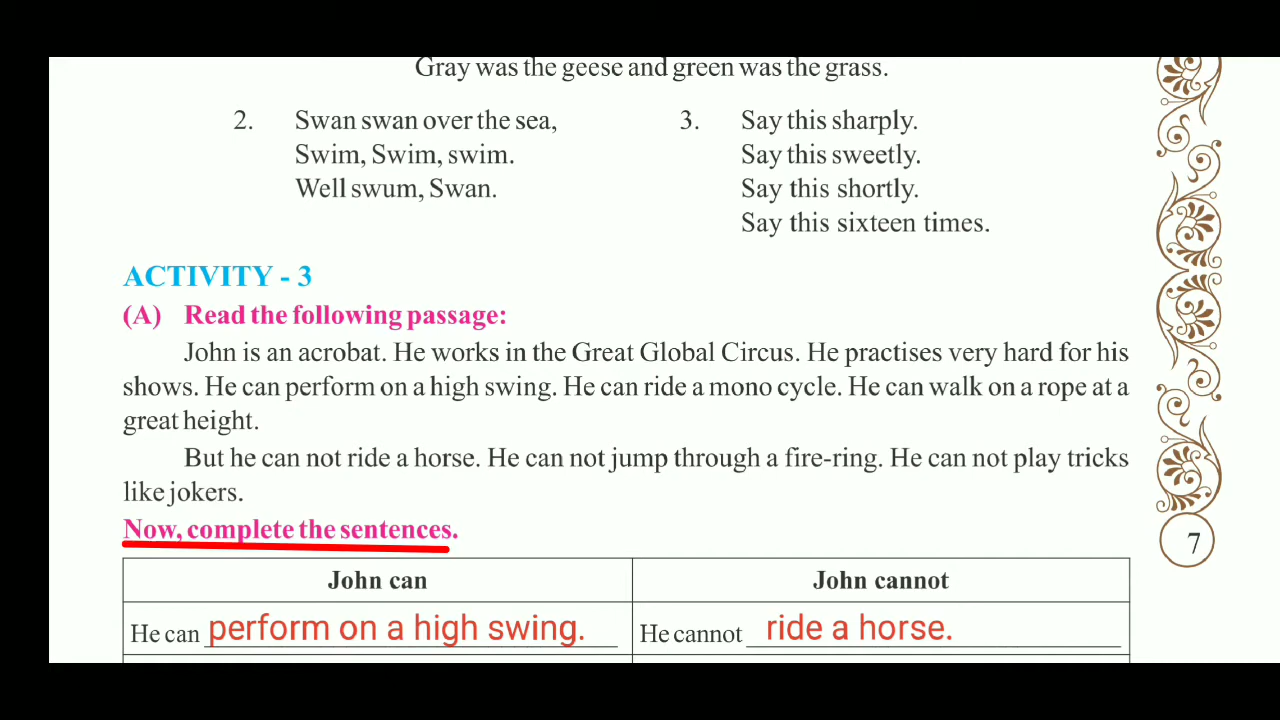 Gray was the geese and green was the grass.
2. Swan swan over the sea,
Swim, Swim, swim.
Well swum, Swan.
3. Say this sharply.
Say this sweetly.
Say this shortly.
Say this sixteen times.
ACTIVITY - 3
(A) Read the following passage:
John is an acrobat. He works in the Great Global Circus. He practises very hard for his
shows. He can perform on a high swing. He can ride a mono cycle. He can walk on a rope at a
great height.
But he can not ride a horse. He can not jump through a fire-ring. He can not play tricks
like jokers.
Now, complete the sentences.
7
John can John cannot
He can perform on a high swing. He cannot ride a horse.